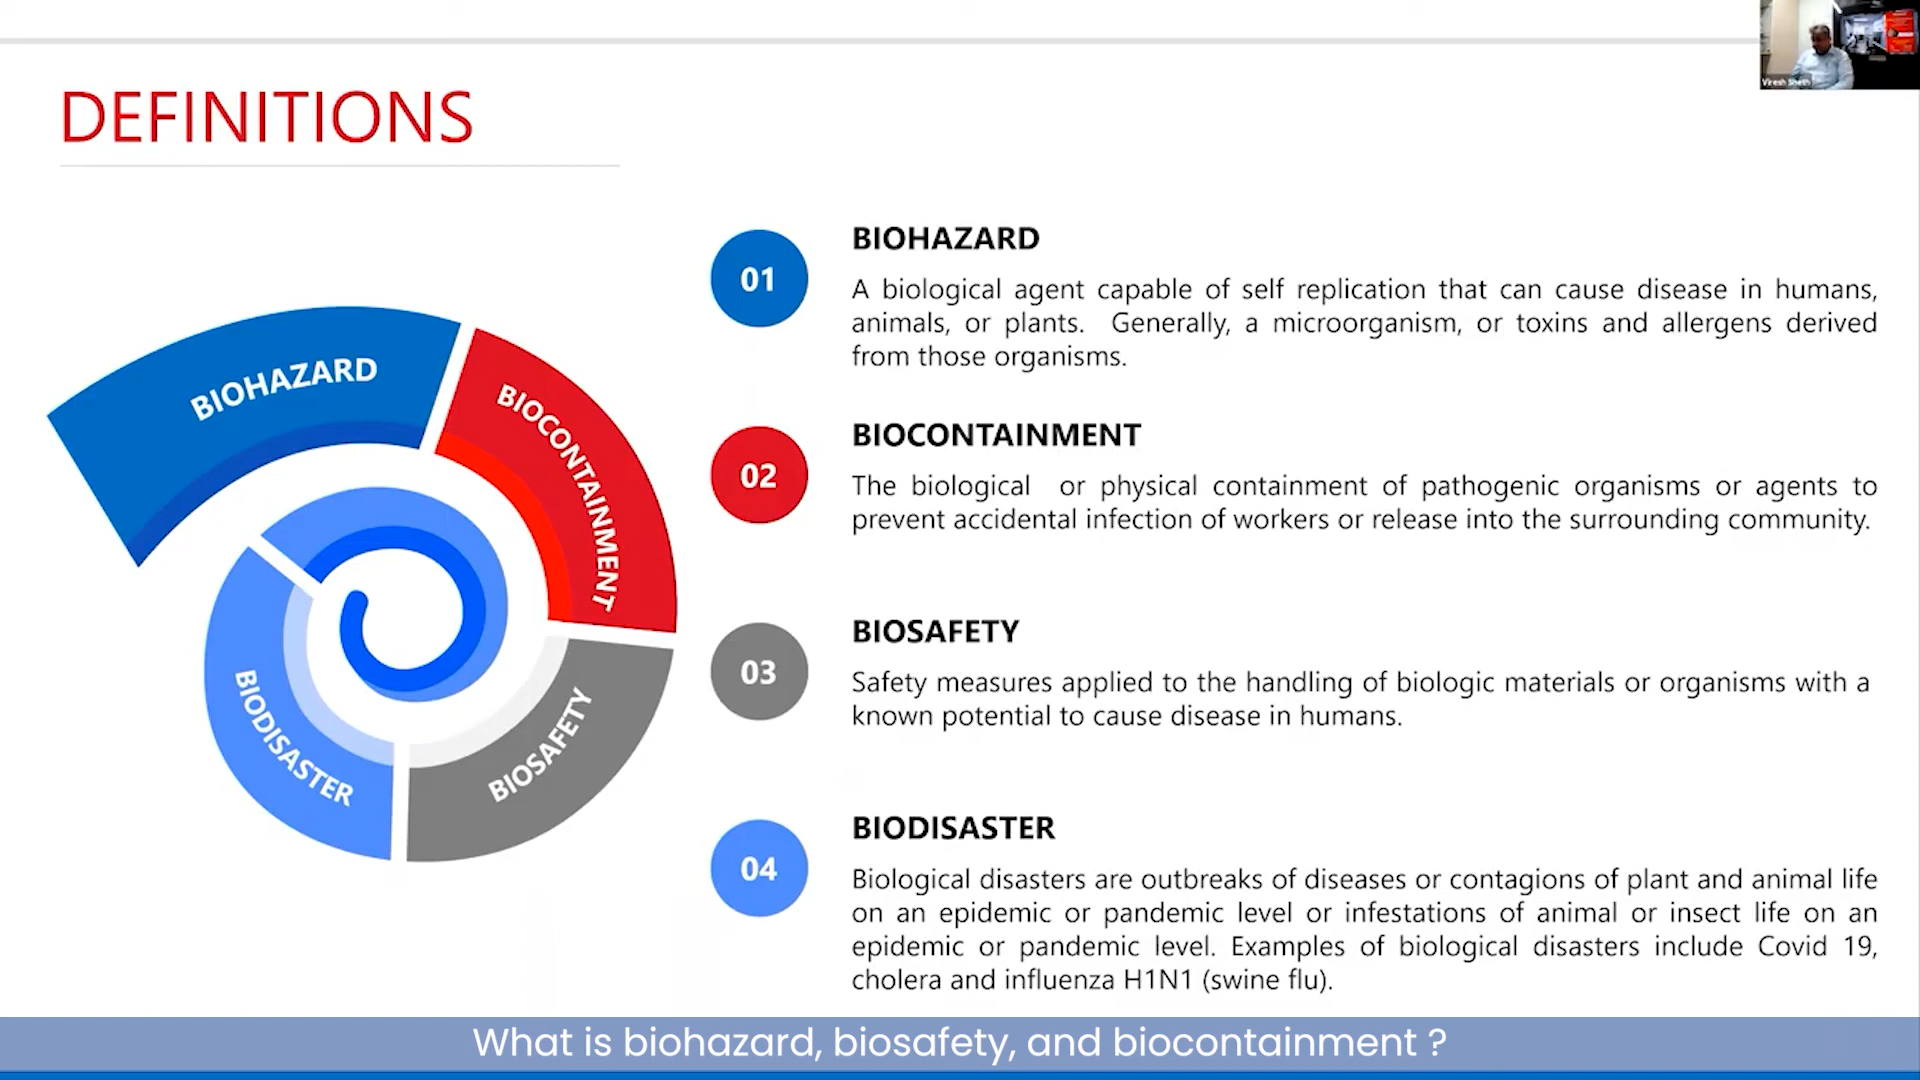 DEFINITIONS
Viresh Sheth
BIOHAZARD
BIOCONTAINMENT
BIOSAFETY
BIODISASTER
01
BIOHAZARD
A biological agent capable of self replication that can cause disease in humans,
animals, or plants. Generally, a microorganism, or toxins and allergens derived
from those organisms.
02
BIOCONTAINMENT
The biological or physical containment of pathogenic organisms or agents to
prevent accidental infection of workers or release into the surrounding community.
03
BIOSAFETY
Safety measures applied to the handling of biologic materials or organisms with a
known potential to cause disease in humans.
04
BIODISASTER
Biological disasters are outbreaks of diseases or contagions of plant and animal life
on an epidemic or pandemic level or infestations of animal or insect life on an
epidemic or pandemic level. Examples of biological disasters include Covid 19,
cholera and influenza H1N1 (swine flu).
What is biohazard, biosafety, and biocontainment ?